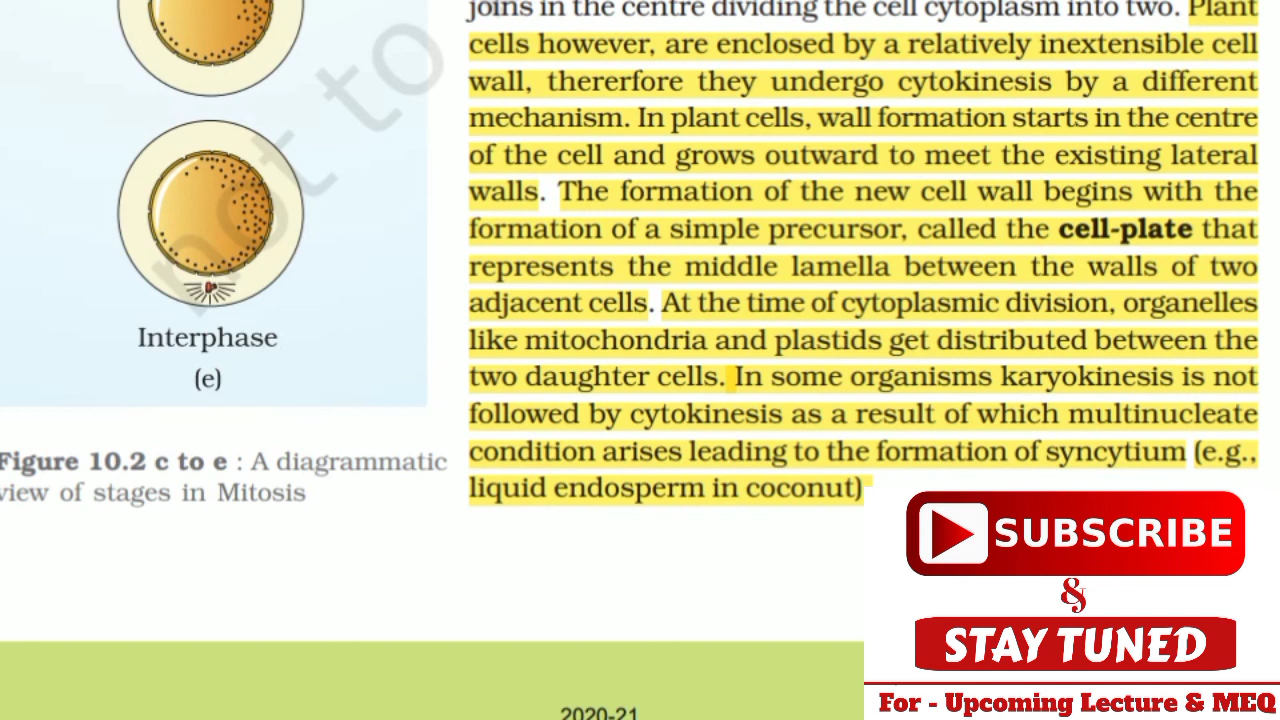 joins in the centre dividing the cell cytoplasm into two. Plant
cells however, are enclosed by a relatively inextensible cell
wall, thererfore they undergo cytokinesis by a different
mechanism. In plant cells, wall formation starts in the centre
of the cell and grows outward to meet the existing lateral
walls. The formation of the new cell wall begins with the
formation of a simple precursor, called the cell-plate that
represents the middle lamella between the walls of two
adjacent cells. At the time of cytoplasmic division, organelles
like mitochondria and plastids get distributed between the
two daughter cells. In some organisms karyokinesis is not
followed by cytokinesis as a result of which multinucleate
condition arises leading to the formation of syncytium (e.g.,
liquid endosperm in coconut)
not to
Interphase
(e)
Figure 10.2 c to e : A diagrammatic
view of stages in Mitosis
SUBSCRIBE
&
STAY TUNED
For - Upcoming Lecture & MEQ
2020-21